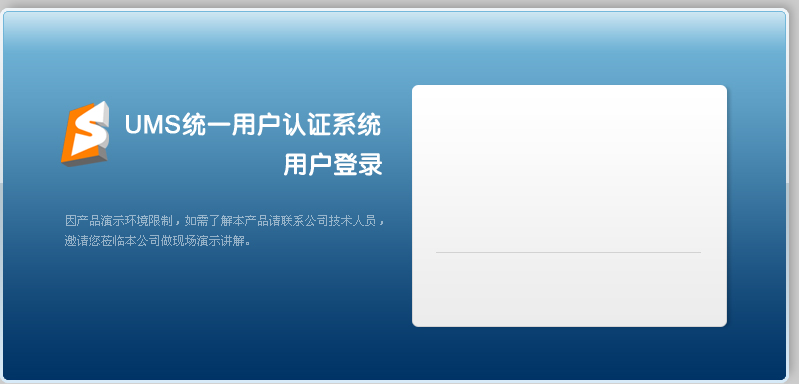 UMS统一用户认证系统
用户登录
因产品演示环境限制，如需了解本产品请联系公司技术人员，
邀请您莅临本公司做现场演示讲解。